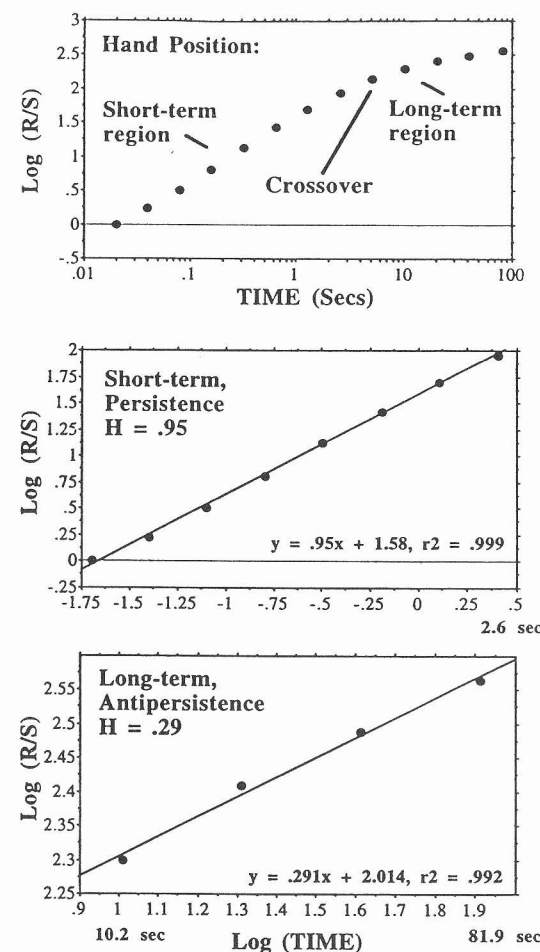 3
2.5
2
1.5
1
.5
0
-.5
Log (R/S)
Hand Position:
Short-term
region
Long-term
region
Crossover
.01
.1
1
10
100
TIME (Secs)
2
1.75
1.5
1.25
1
.75
.5
.25
0
-.25
Log (R/S)
Short-term,
Persistence
H = .95
y = .95x + 1.58, r2 = .999
-1.75 -1.5 -1.25 -1 -.75 -.5 -.25 0 .25 .5
2.6 sec
2.55
2.5
2.45
2.4
2.35
2.3
2.25
Log (R/S)
Long-term,
Antipersistence
H = .29
y = .291x + 2.014, r2 = .992
.9 1 1.1 1.2 1.3 1.4 1.5 1.6 1.7 1.8 1.9
10.2 sec
Log (TIME)
81.9 sec